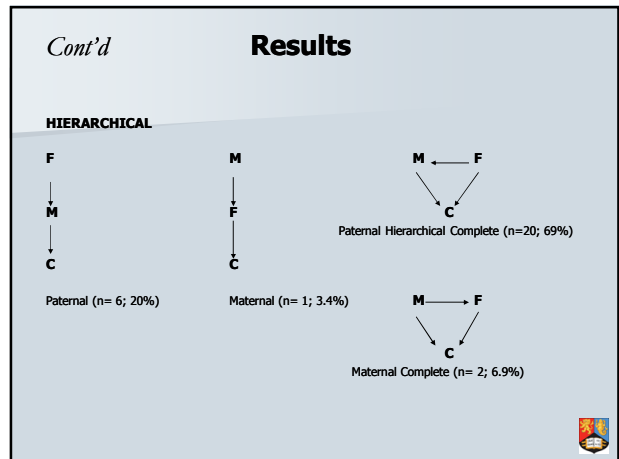 Cont’d Results
HIERARCHICAL
F
M
C
Paternal (n= 6; 20%)
M
F
C
Maternal (n= 1; 3.4%)
M F
C
Paternal Hierarchical Complete (n=20; 69%)
M F
C
Maternal Complete (n= 2; 6.9%)